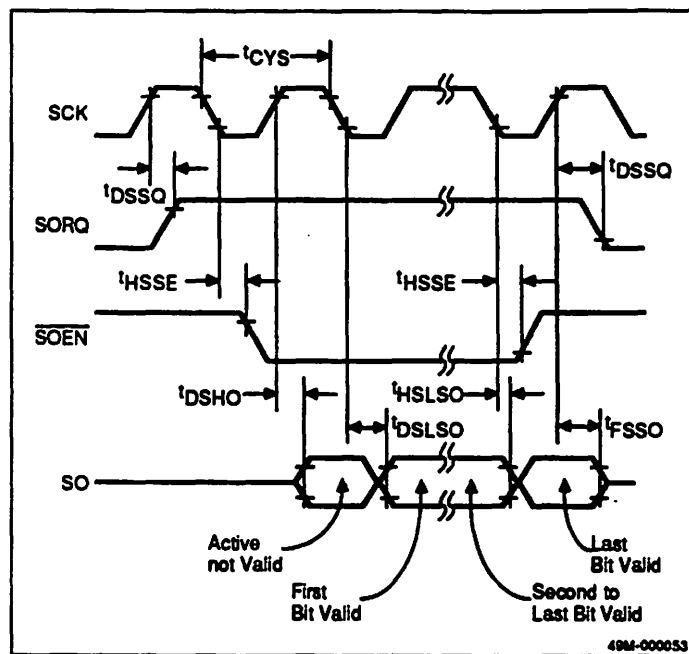 tCYS
SCK
tDSSQ
tDSSQ
SORQ
tHSSE
tHSSE
SOEN
tDSHO
tHSLSO
tDSLSO
tFSSO
SO
Active
not Valid
First
Bit Valid
Second to
Last Bit Valid
Last
Bit Valid
49M-000053